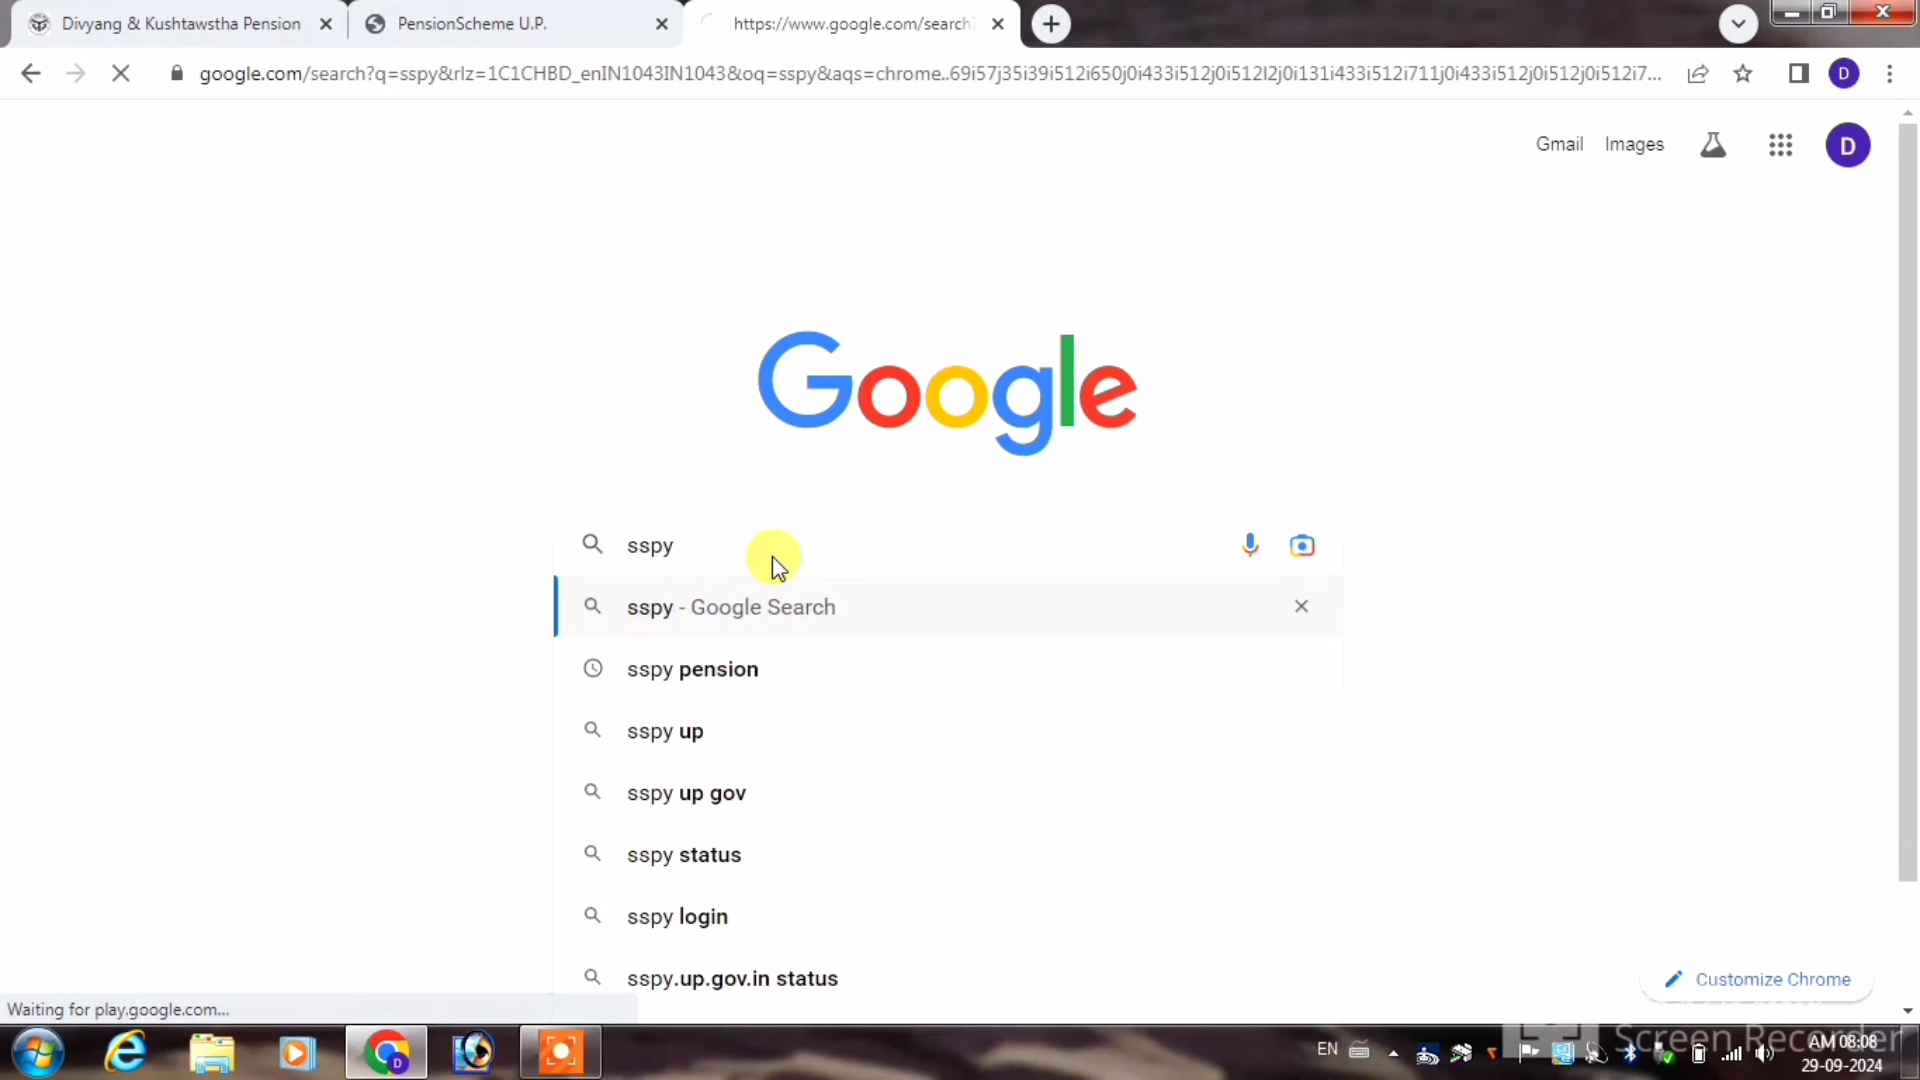 Divyang & Kushtawstha Pension
PensionScheme U.P.
https://www.google.com/search
google.com/search?q=sspy&rlz=1C1CHBD_enIN1043IN1043&oq=sspy&aqs=chrome..69i57j35i39i512i650j0i433i512j0i512l2j0i131i433i512i711j0i433i512j0i512j0i512i7...
D
Gmail Images
D
Google
sspy
sspy - Google Search
sspy pension
sspy up
sspy up gov
sspy status
sspy login
sspy.up.gov.in status
Customize Chrome
Waiting for play.google.com...
D
EN
Screen Recorder
AM 08:08
29-09-2024